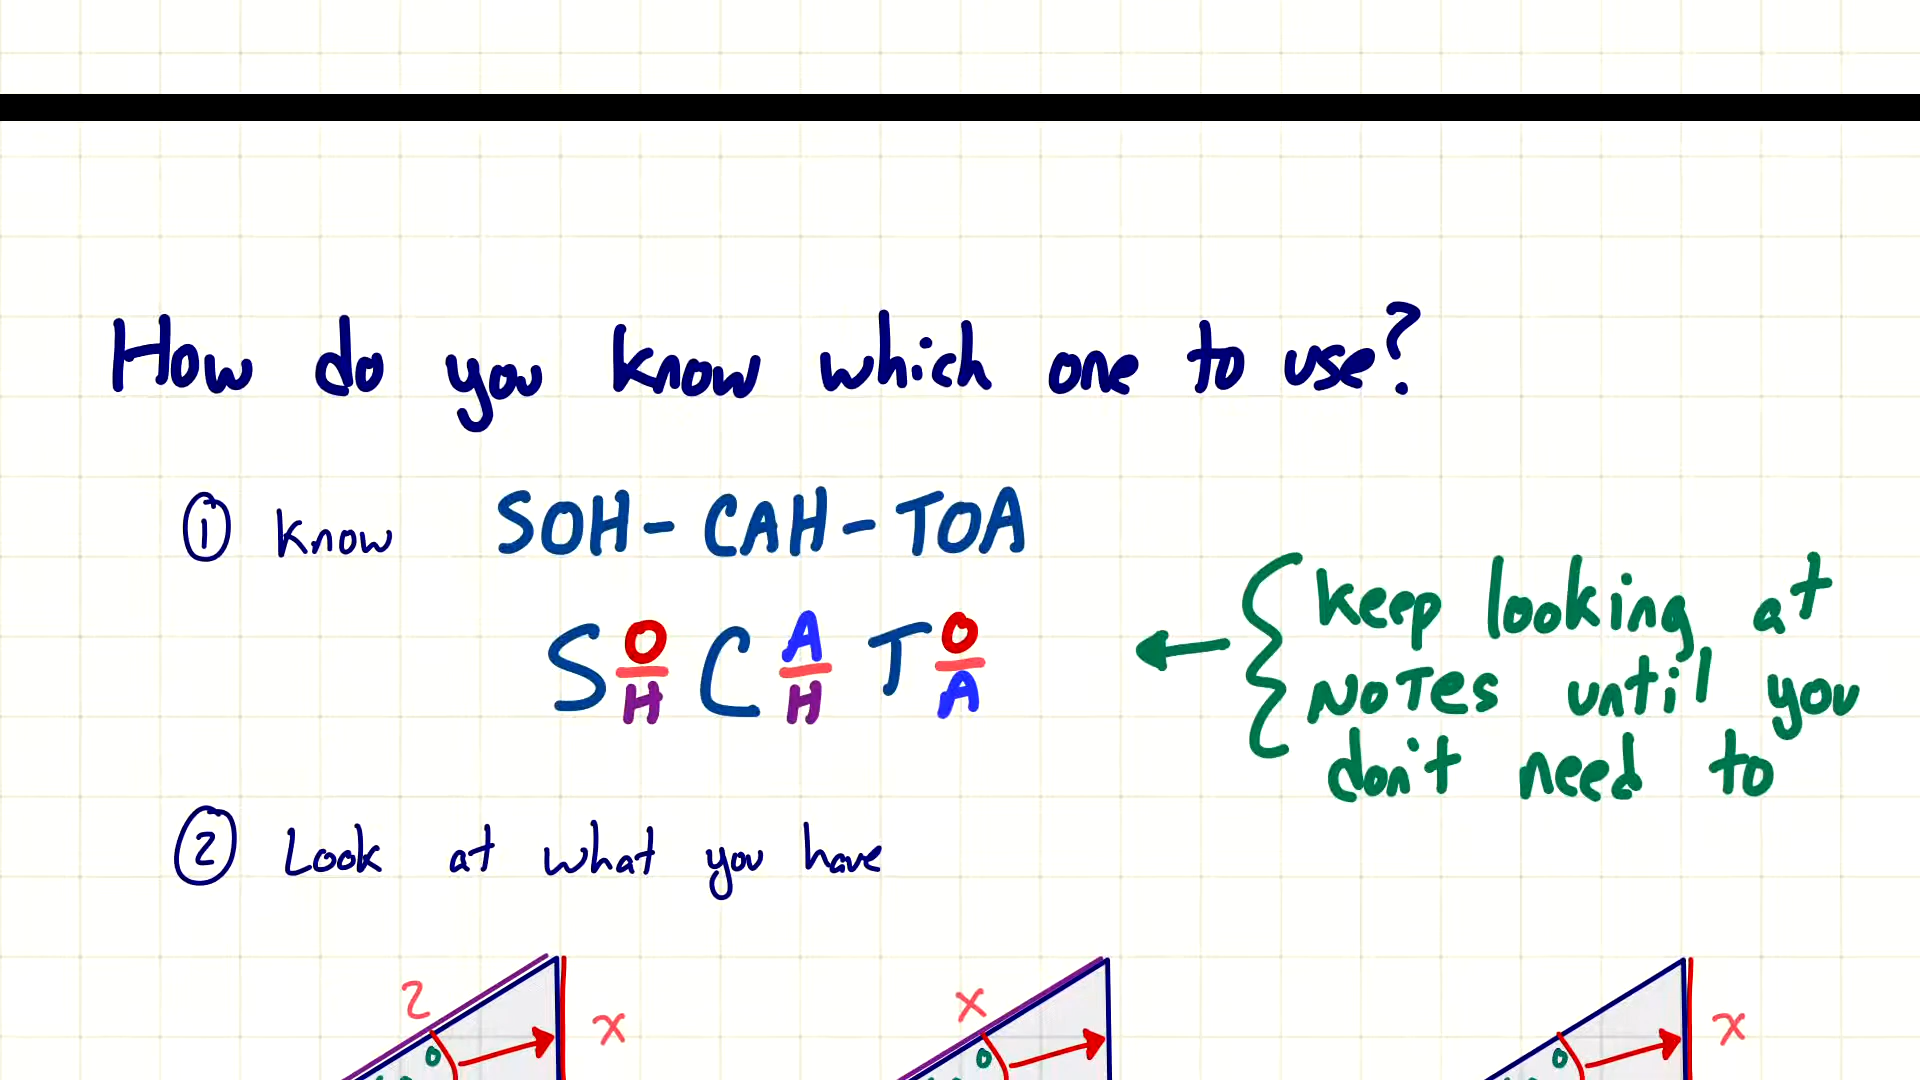 How do you know which one to use?
① Know SOH - CAH - TOA
S O/H C A/H T O/A
← { Keep looking at
NOTES until you
don't need to
② Look at what you have
2 x x x